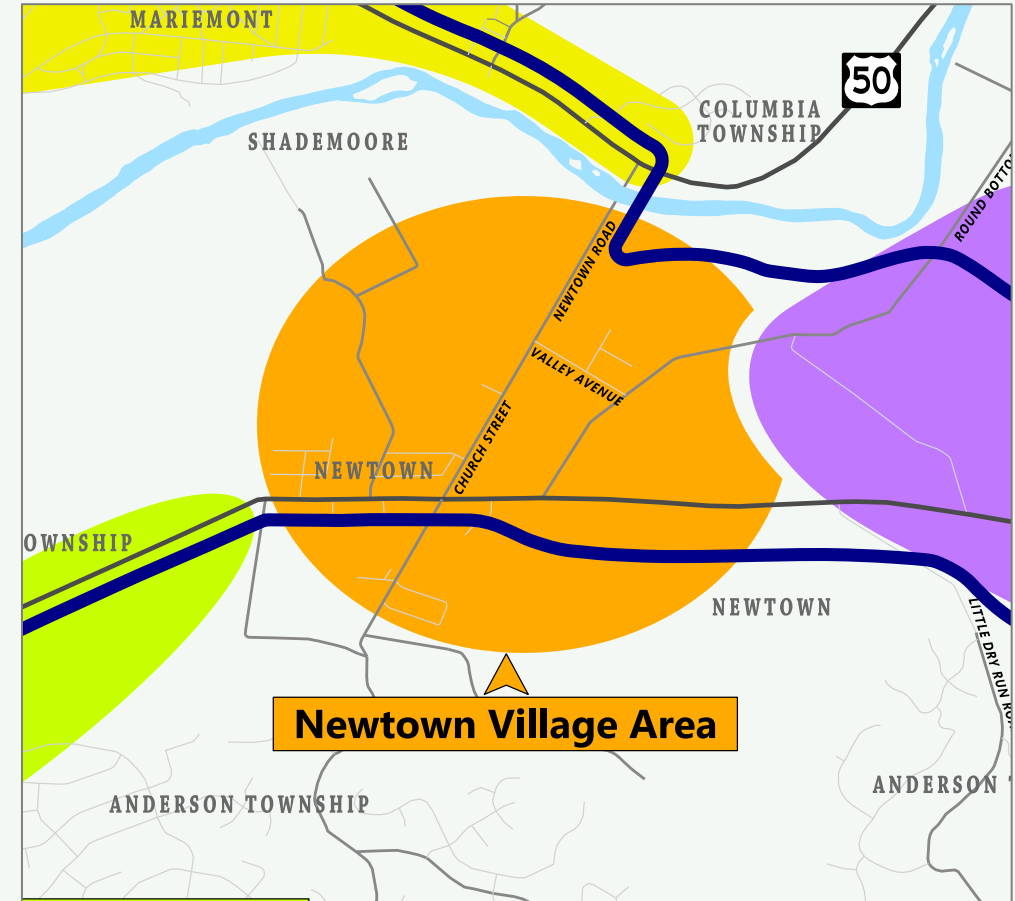 MARIEMONT
50
COLUMBIA
TOWNSHIP
SHADEMOORE
ROUND BOTTO
NEWTOWN ROAD
VALLEY AVENUE
CHURCH STREET
NEWTOWN
OWNSHIP
NEWTOWN
LITTLE DRY RUN RO
Newtown Village Area
ANDERSON
ANDERSON TOWNSHIP